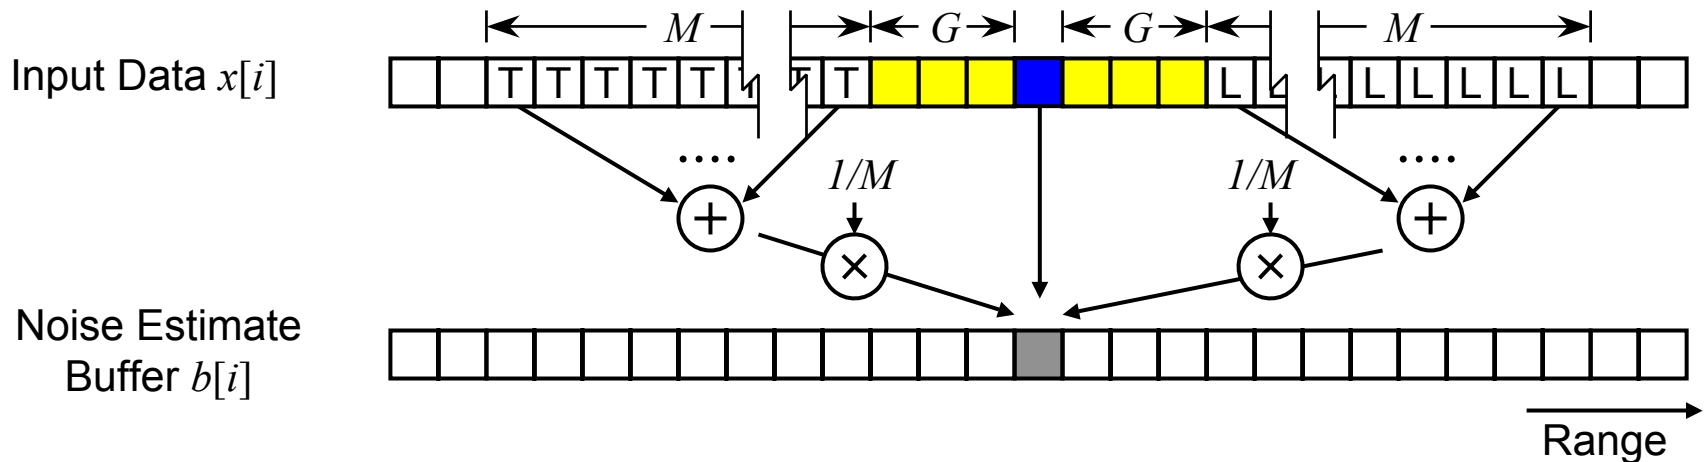 M G G M
Input Data x[i] T T T T T T T T L L L L L L L L
.... ....
1/M 1/M
+ +
× ×
Noise Estimate
Buffer b[i]
Range